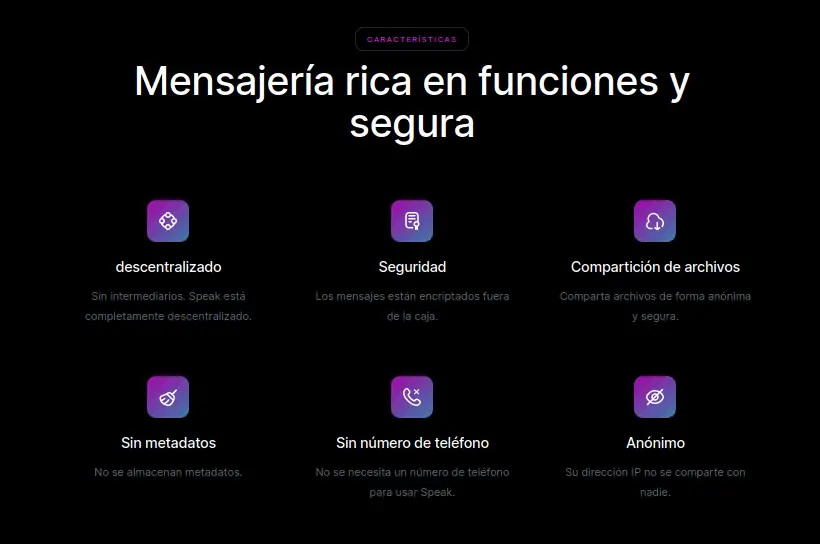 CARACTERÍSTICAS
Mensajería rica en funciones y
segura
descentralizado
Seguridad
Compartición de archivos
Sin intermediarios. Speak está
completamente descentralizado.
Los mensajes están encriptados fuera
de la caja.
Comparta archivos de forma anónima
y segura.
Sin metadatos
Sin número de teléfono
Anónimo
No se almacenan metadatos.
No se necesita un número de teléfono
para usar Speak.
Su dirección IP no se comparte con
nadie.